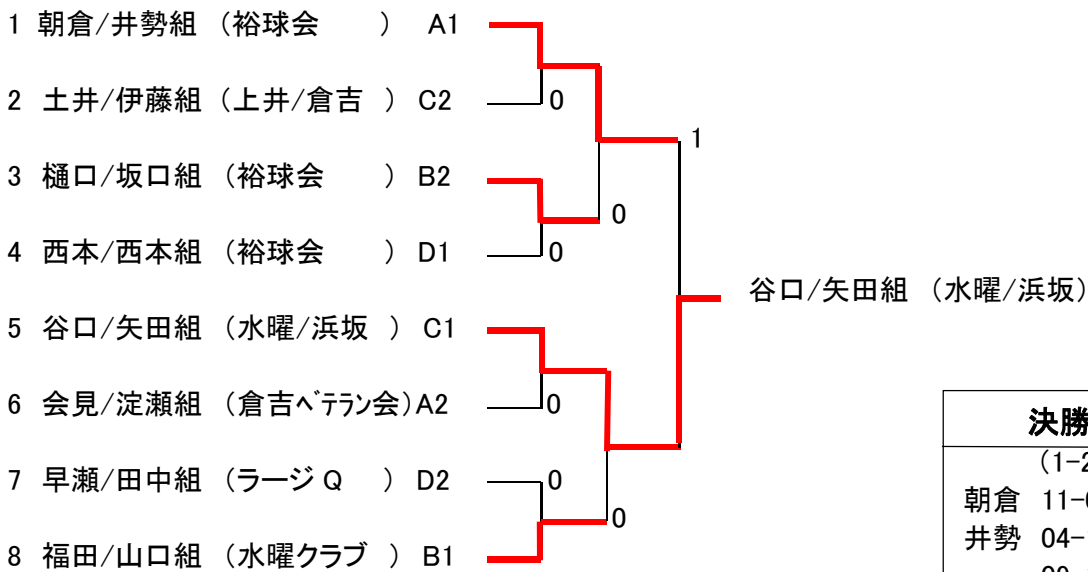 1 朝倉/井勢組 (裕球会 ) A1
0
2 土井/伊藤組 (上井/倉吉 ) C2
1
3 樋口/坂口組 (裕球会 ) B2
0
4 西本/西本組 (裕球会 ) D1
0
谷口/矢田組 (水曜/浜坂)
5 谷口/矢田組 (水曜/浜坂 ) C1
6 会見/淀瀬組 (倉吉ベテラン会)A2
0
7 早瀬/田中組 (ラージQ ) D2
0
0
8 福田/山口組 (水曜クラブ ) B1
決勝
(1-2
朝倉 11-
井勢 04-